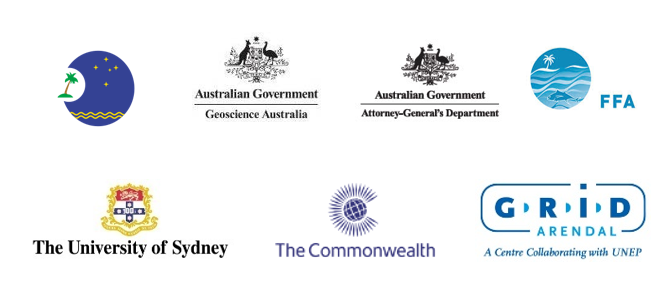 Australian Government
Geoscience Australia
Australian Government
Attorney-General's Department
FFA
The University of Sydney
The Commonwealth
GRID
ARENDAL
A Centre Collaborating with UNEP